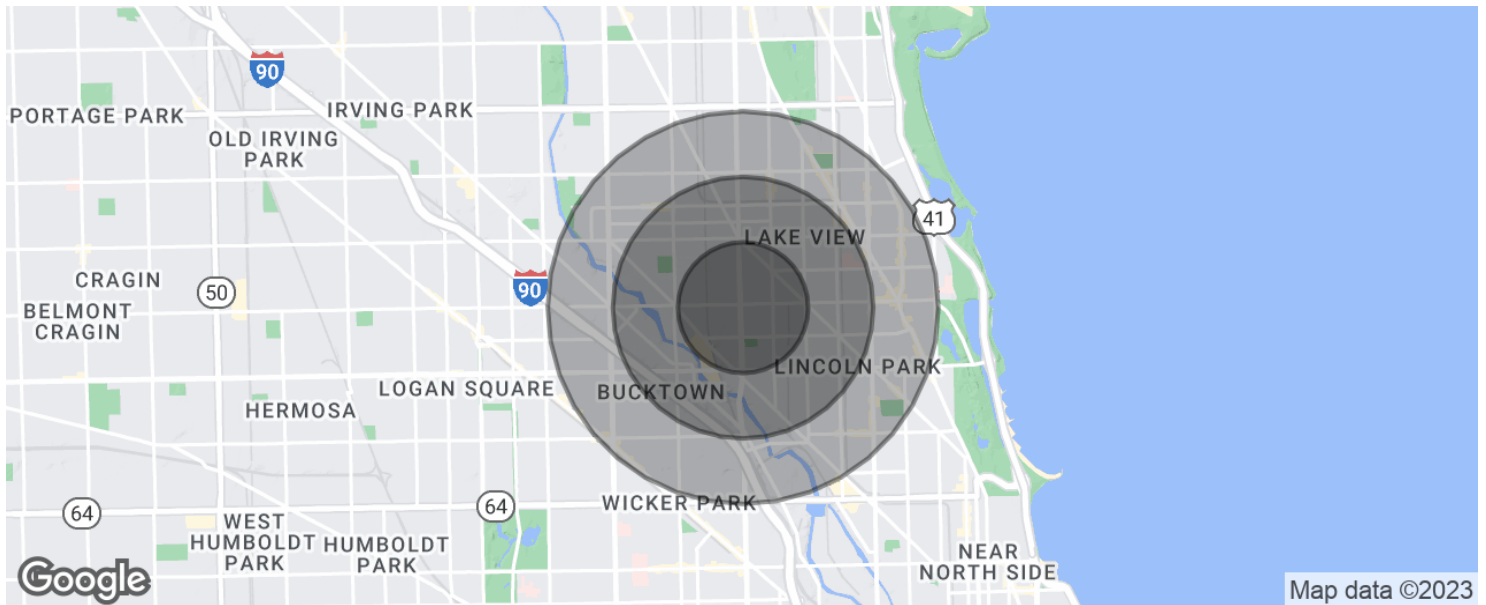 90
PORTAGE PARK
IRVING PARK
OLD IRVING
PARK
41
LAKE VIEW
CRAGIN
50
90
BELMONT
CRAGIN
LINCOLN PARK
LOGAN SQUARE
BUCKTOWN
HERMOSA
64
64
WICKER PARK
WEST
HUMBOLDT
PARK
HUMBOLDT
PARK
NEAR
NORTH SIDE
Google
Map data ©2023